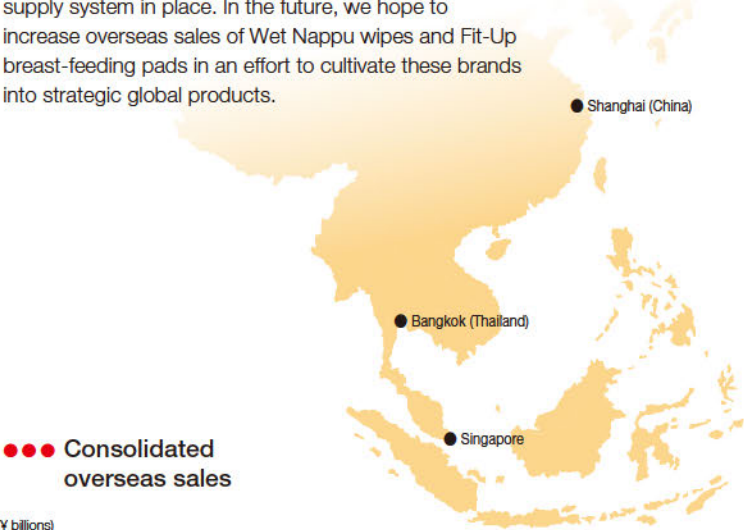 supply system in place. In the future, we hope to
increase overseas sales of Wet Nappu wipes and Fit-Up
breast-feeding pads in an effort to cultivate these brands
into strategic global products.
Shanghai (China)
Bangkok (Thailand)
Singapore
Consolidated
overseas sales
¥ billions)